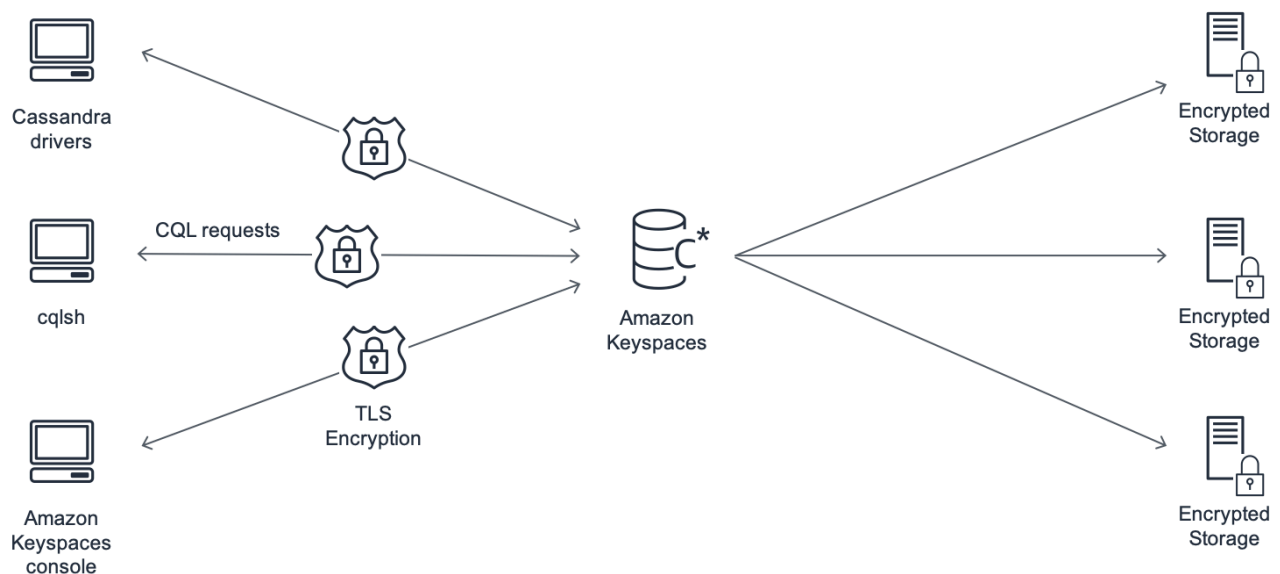 Cassandra
drivers
CQL requests
cqlsh
TLS
Encryption
Amazon
Keyspaces
console
C*
Amazon
Keyspaces
Encrypted
Storage
Encrypted
Storage
Encrypted
Storage